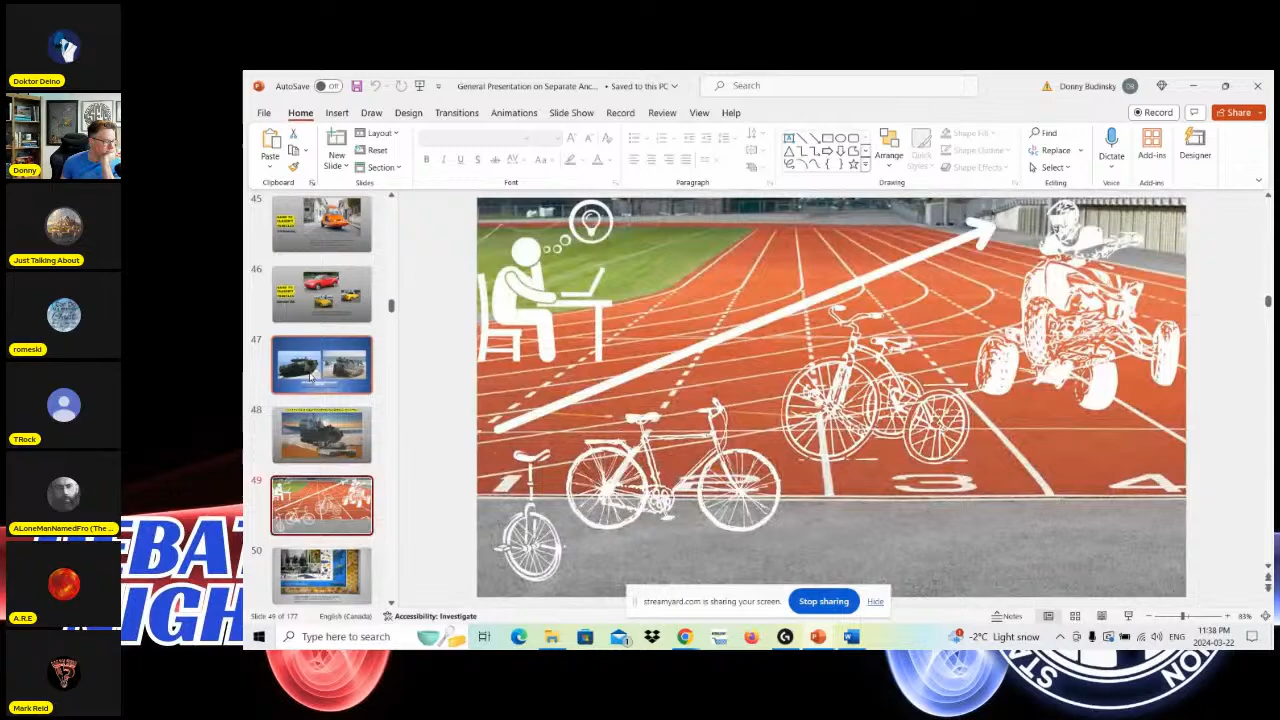 Doktor Deino
Donny
Just Talking About
romeski
TRock
ALoneManNamedFro (The ...
A.R.E
Mark Reid
AutoSave
Off
General Presentation on Separate Anc... • Saved to this PC
Search
Donny Budinsky
DB
File Home Insert Draw Design Transitions Animations Slide Show Record Review View Help
Record
Share
Paste
New
Slide
Layout
Reset
Section
Arrange
Quick
Styles
Shape Fill
Shape Outline
Shape Effects
Find
Replace
Select
Dictate
Add-ins
Designer
Clipboard Slides Font Paragraph Drawing Editing Voice Add-ins
45
46
47
48
49
50
1
2
3
4
streamyard.com is sharing your screen.
Stop sharing
Hide
Slide 49 of 177
English (Canada)
Accessibility: Investigate
Notes
83%
Type here to search
-2°C Light snow
ENG
11:38 PM
2024-03-22